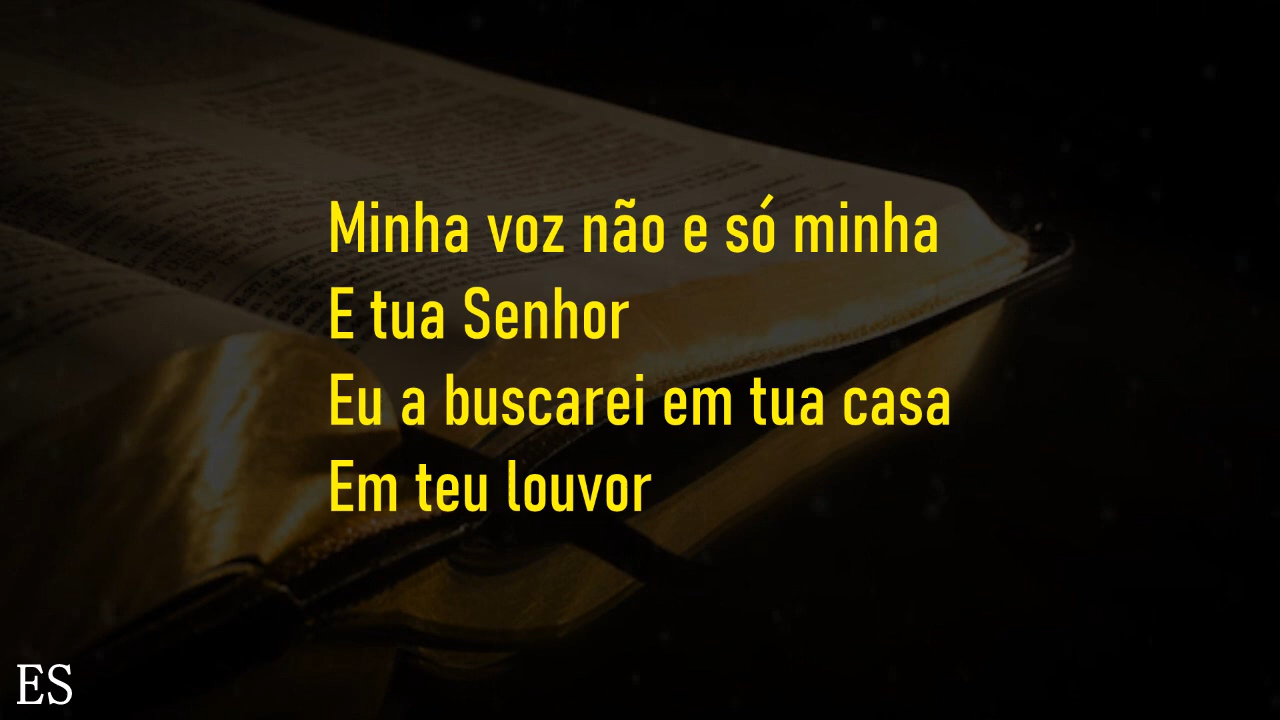 Minha voz não e só minha
E tua Senhor
Eu a buscarei em tua casa
Em teu louvor
ES